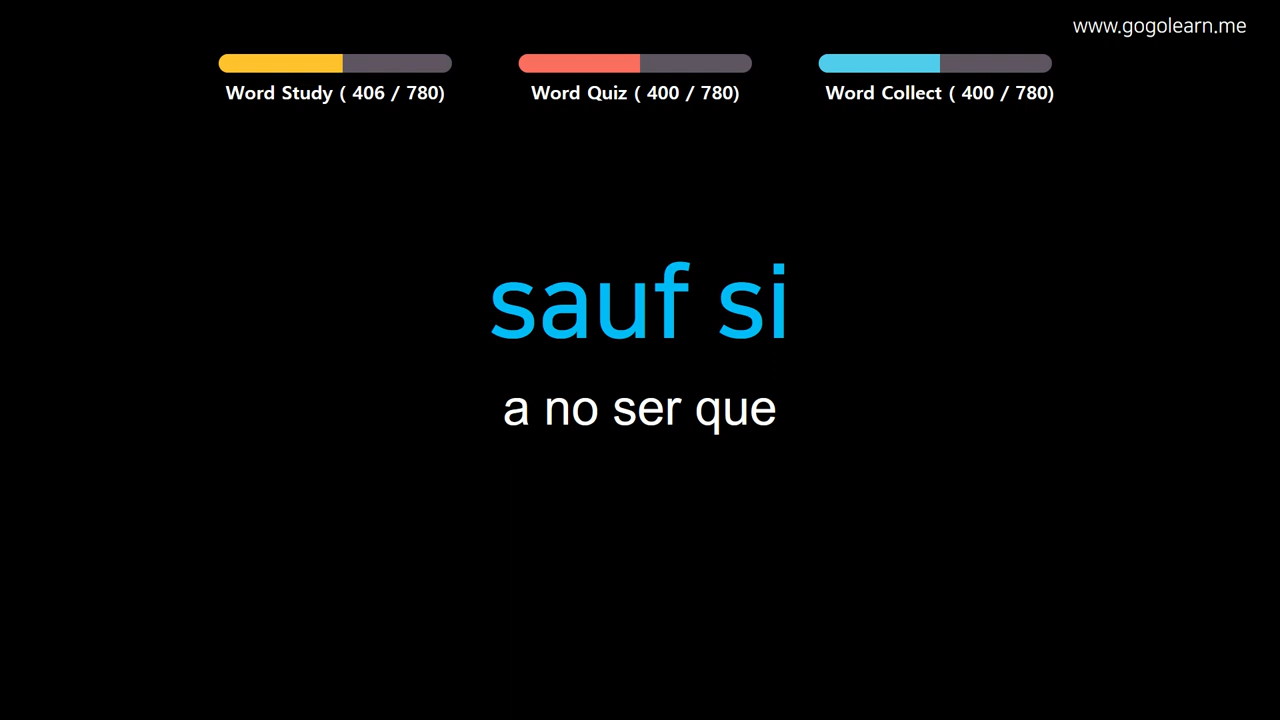 www.gogolearn.me
Word Study ( 406 / 780)
Word Quiz ( 400 / 780)
Word Collect ( 400 / 780)
sauf si
a no ser que